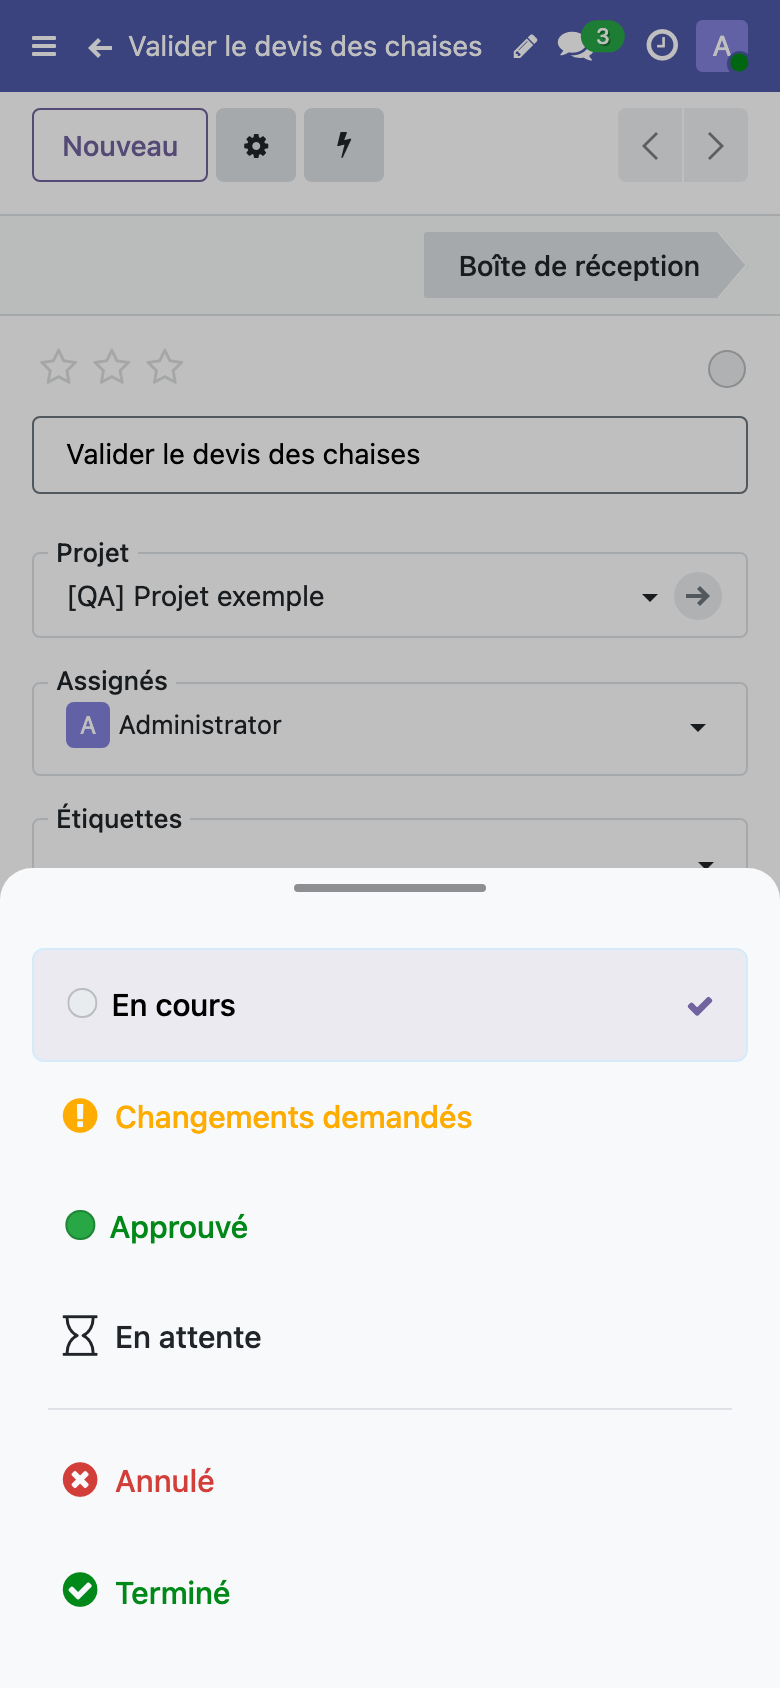 Valider le devis des chaises
3
A
Nouveau
Boîte de réception
Valider le devis des chaises
Projet
[QA] Projet exemple
Assignés
A Administrator
Étiquettes
En cours
Changements demandés
Approuvé
En attente
Annulé
Terminé